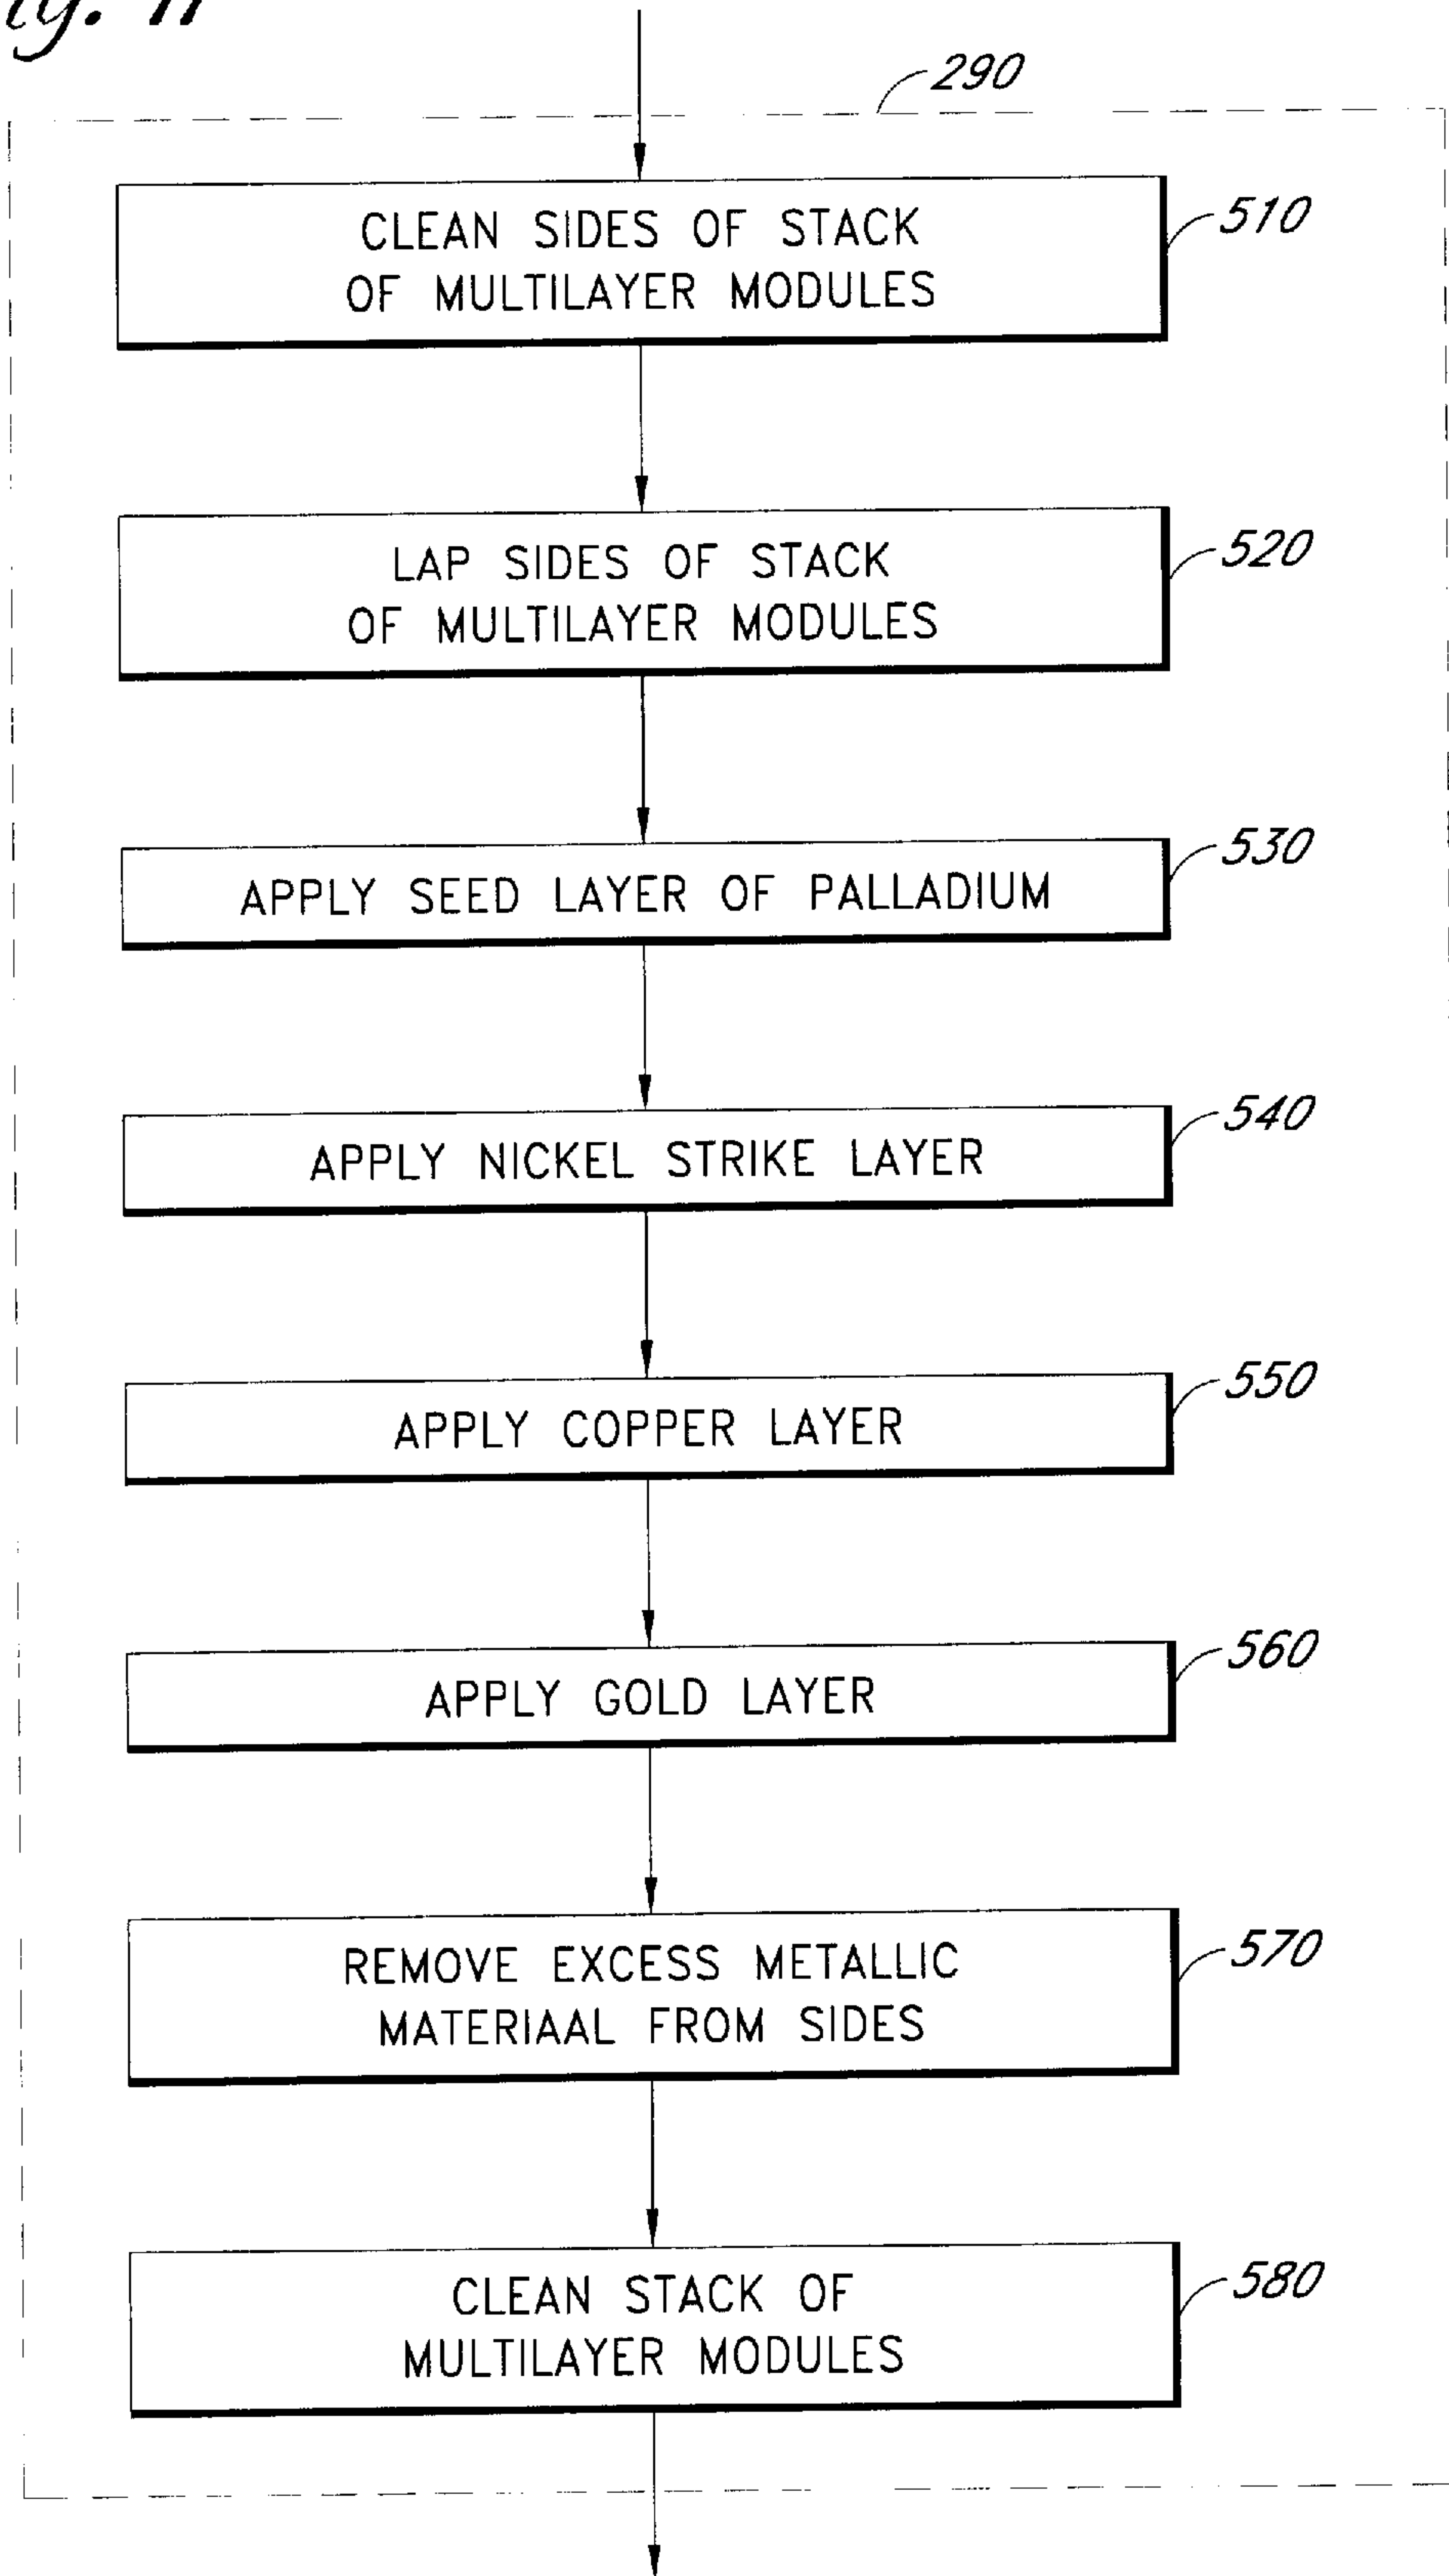 290
CLEAN SIDES OF STACK
OF MULTILAYER MODULES
510
LAP SIDES OF STACK
OF MULTILAYER MODULES
520
APPLY SEED LAYER OF PALLADIUM
530
APPLY NICKEL STRIKE LAYER
540
APPLY COPPER LAYER
550
APPLY GOLD LAYER
560
REMOVE EXCESS METALLIC
MATERIAAL FROM SIDES
570
CLEAN STACK OF
MULTILAYER MODULES
580